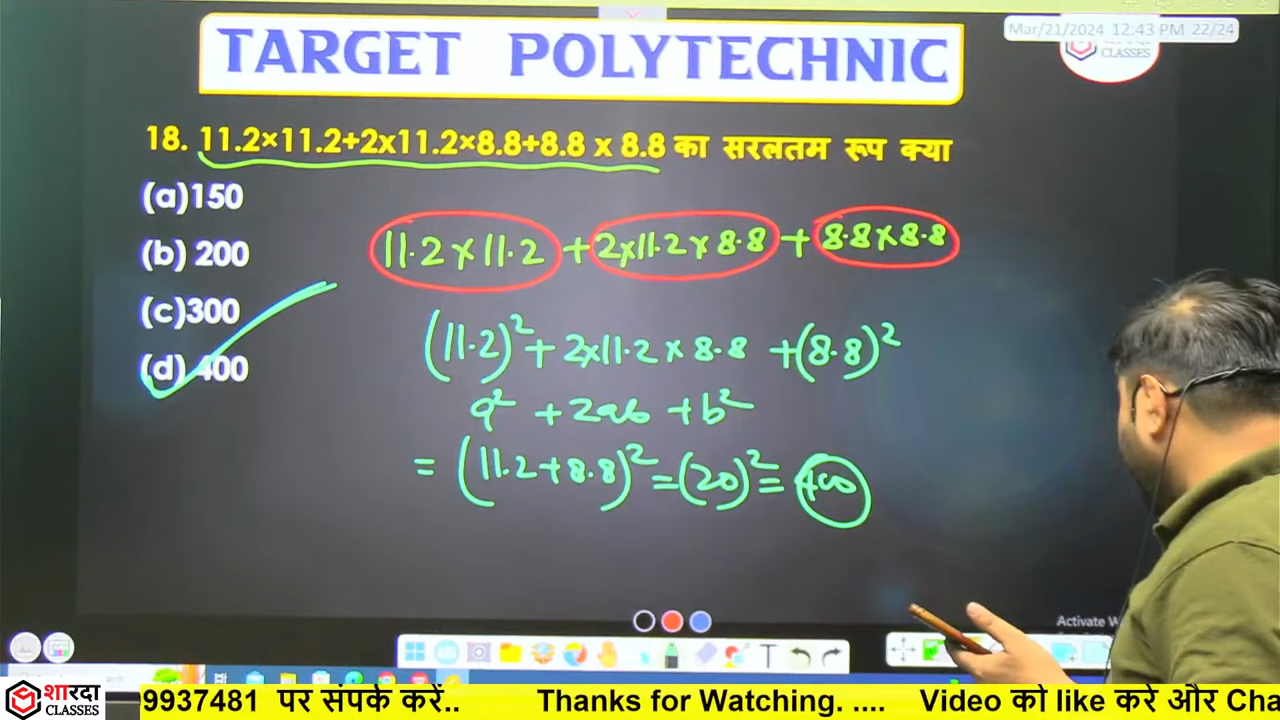 Mar/21/2024 12:43 PM 22/24
CLASSES
TARGET POLYTECHNIC
18. 11.2×11.2+2x11.2×8.8+8.8 x 8.8 का सरलतम रूप क्या
(a)150
(b) 200
(c)300
(d) 400
11.2 × 11.2 + 2×11.2 × 8.8 + 8.8×8.8
(11.2)² + 2×11.2 × 8.8 + (8.8)²
a² + 2ab + b²
= (11.2+8.8)² = (20)² = 400
Activate W
शारदा
CLASSES
9937481 पर संपर्क करें.. Thanks for Watching. .... Video को like करे और Cha